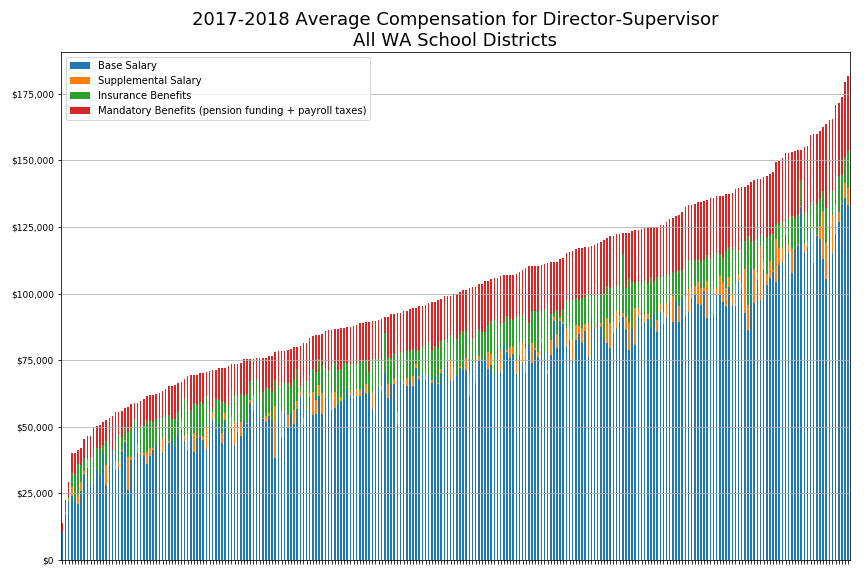 2017-2018 Average Compensation for Director-Supervisor
All WA School Districts
Base Salary
Supplemental Salary
Insurance Benefits
Mandatory Benefits (pension funding + payroll taxes)
$175,000
$150,000
$125,000
$100,000
$75,000
$50,000
$25,000
$0